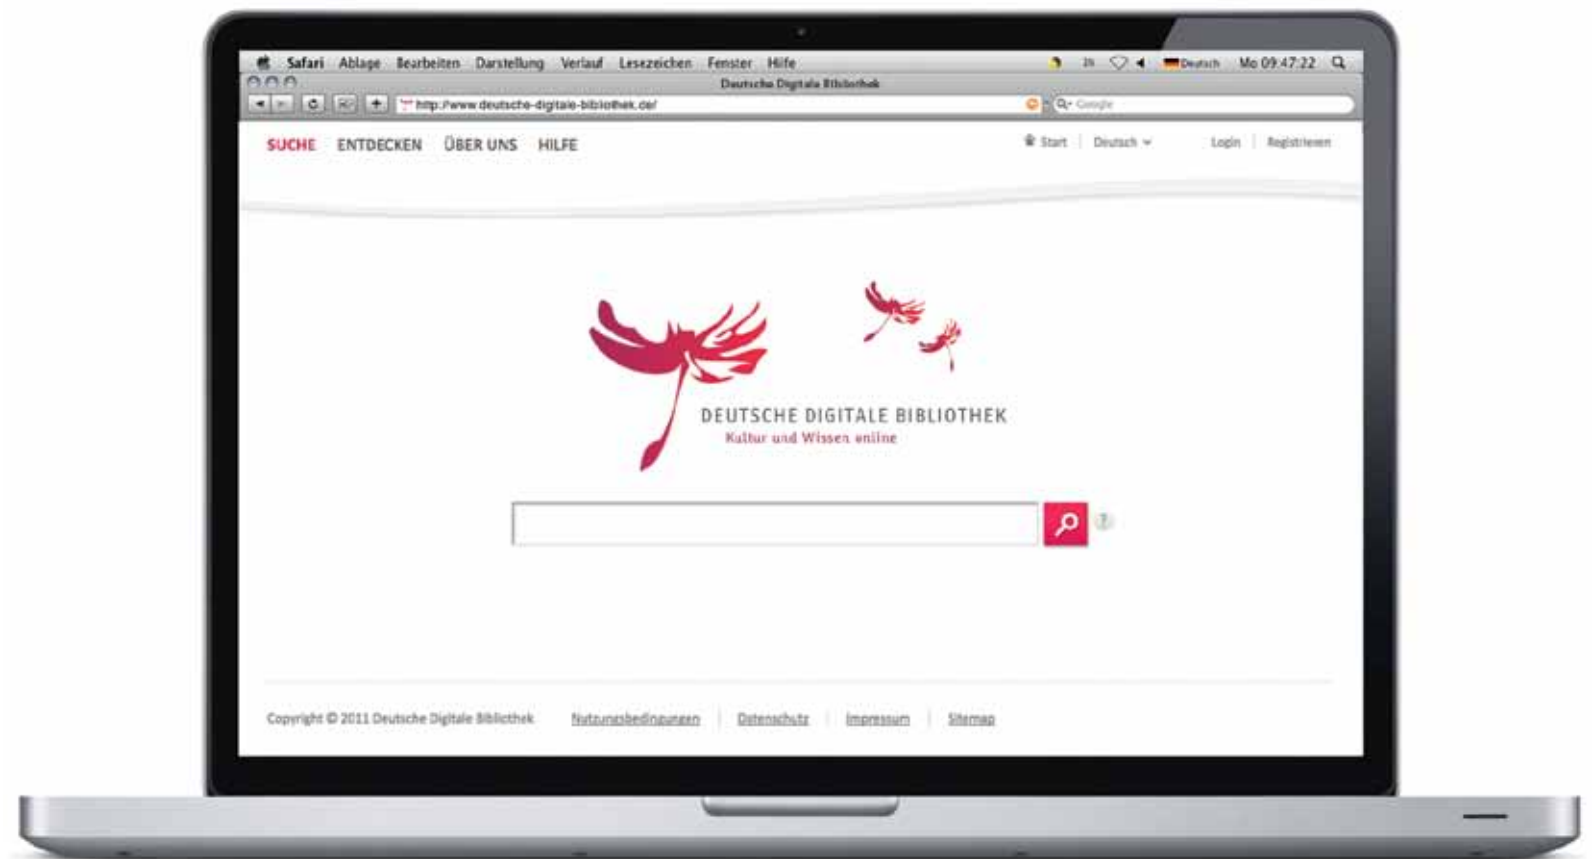 Safari Ablage Bearbeiten Darstellung Verlauf Lesezeichen Fenster Hilfe Deutsch Mo 09:47:22
Deutsche Digitale Bibliothek
http://www.deutsche-digitale-bibliothek.de/ Google
SUCHE ENTDECKEN ÜBER UNS HILFE Start Deutsch Login Registrieren
DEUTSCHE DIGITALE BIBLIOTHEK
Kultur und Wissen online
?
Copyright © 2011 Deutsche Digitale Bibliothek Nutzungsbedingungen Datenschutz Impressum Sitemap